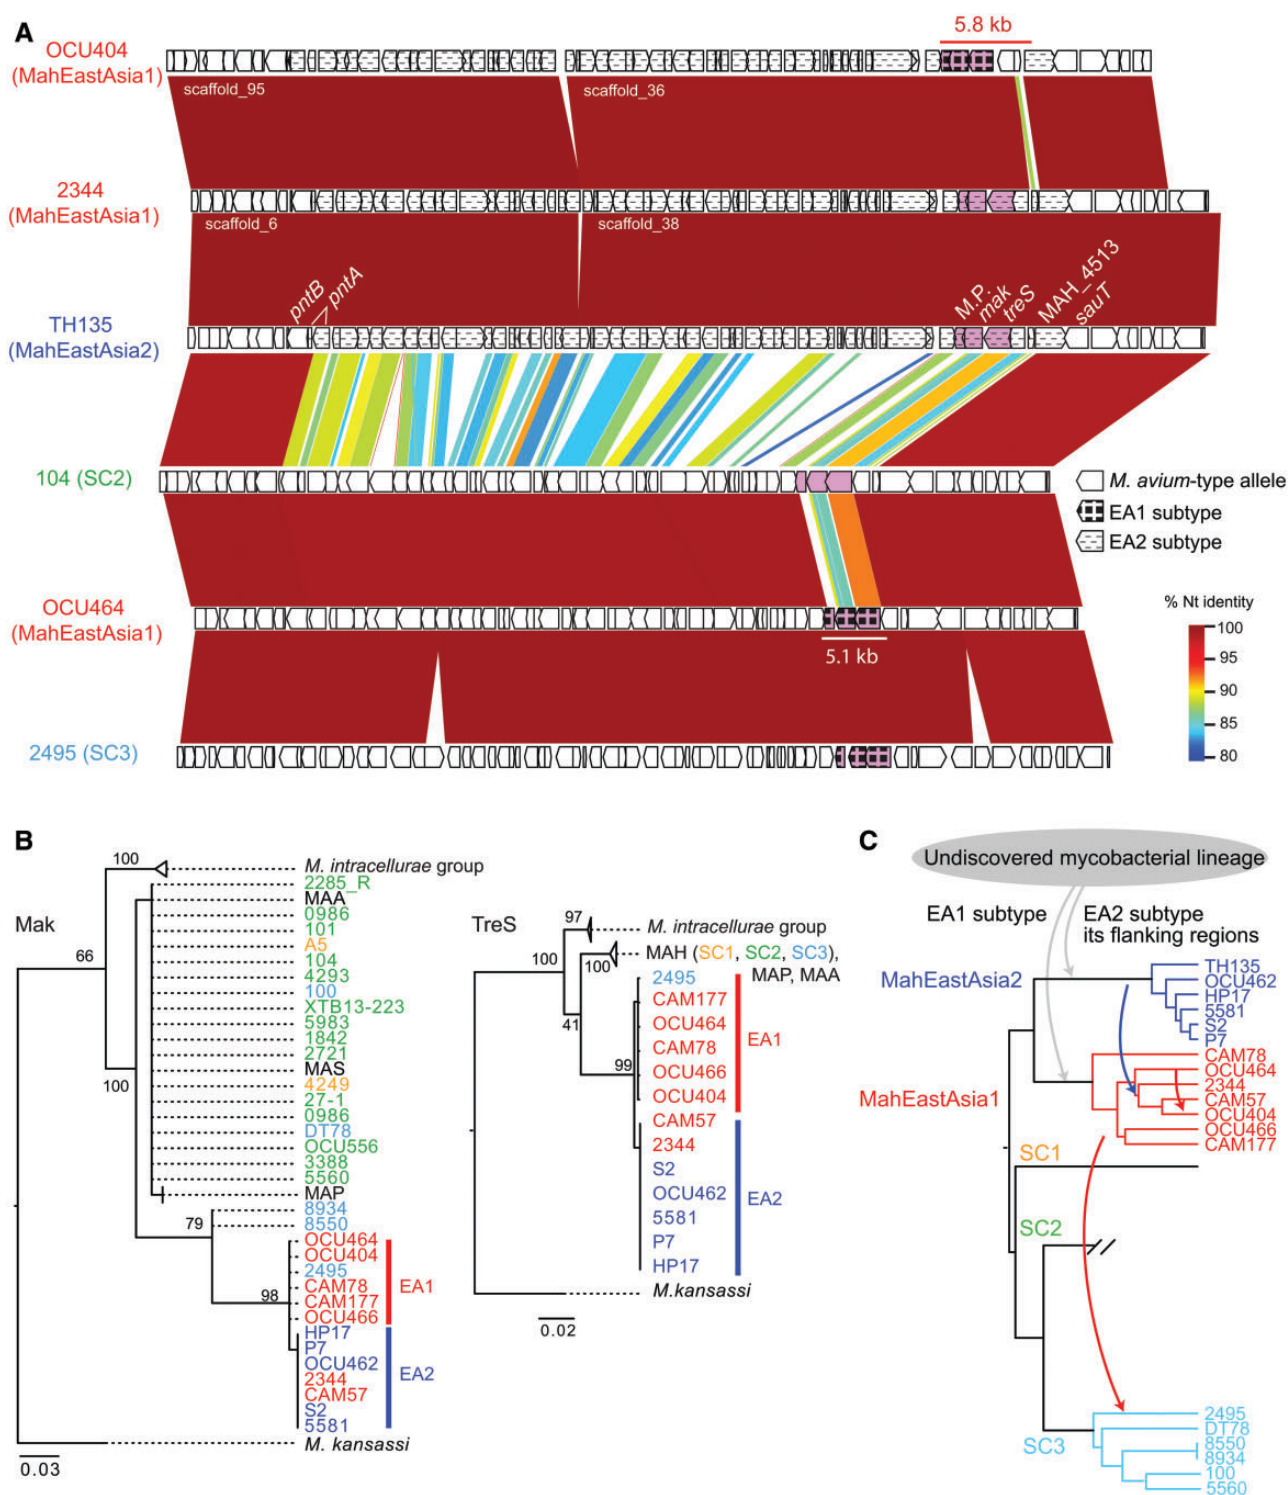 A
OCU404
(MahEastAsia1)
5.8 kb
scaffold_95
scaffold_36
2344
(MahEastAsia1)
scaffold_6
scaffold_38
pntB
pntA
M.P.
mak
treS
MAH_4513
sauT
TH135
(MahEastAsia2)
104 (SC2)
M. avium-type allele
EA1 subtype
EA2 subtype
OCU464
(MahEastAsia1)
5.1 kb
% Nt identity
100
95
90
85
80
2495 (SC3)
B
Mak
100
66
100
79
98
M. intracellurae group
2285_R
MAA
0986
101
A5
104
4293
100
XTB13-223
5983
1842
2721
MAS
4249
27-1
0986
DT78
OCU556
3388
5560
MAP
8934
8550
OCU464
OCU404
2495
CAM78
CAM177
OCU466
EA1
HP17
P7
OCU462
2344
CAM57
S2
5581
EA2
M. kansassi
0.03
TreS
97
100
100
41
99
M. intracellurae group
MAH (SC1, SC2, SC3),
MAP, MAA
2495
CAM177
OCU464
CAM78
OCU466
OCU404
EA1
CAM57
2344
S2
OCU462
5581
P7
HP17
EA2
M.kansassi
0.02
C
Undiscovered mycobacterial lineage
EA1 subtype
EA2 subtype
its flanking regions
MahEastAsia2
TH135
OCU462
HP17
5581
S2
P7
MahEastAsia1
CAM78
OCU464
2344
CAM57
OCU404
OCU466
CAM177
SC1
SC2
SC3
2495
DT78
8550
8934
100
5560